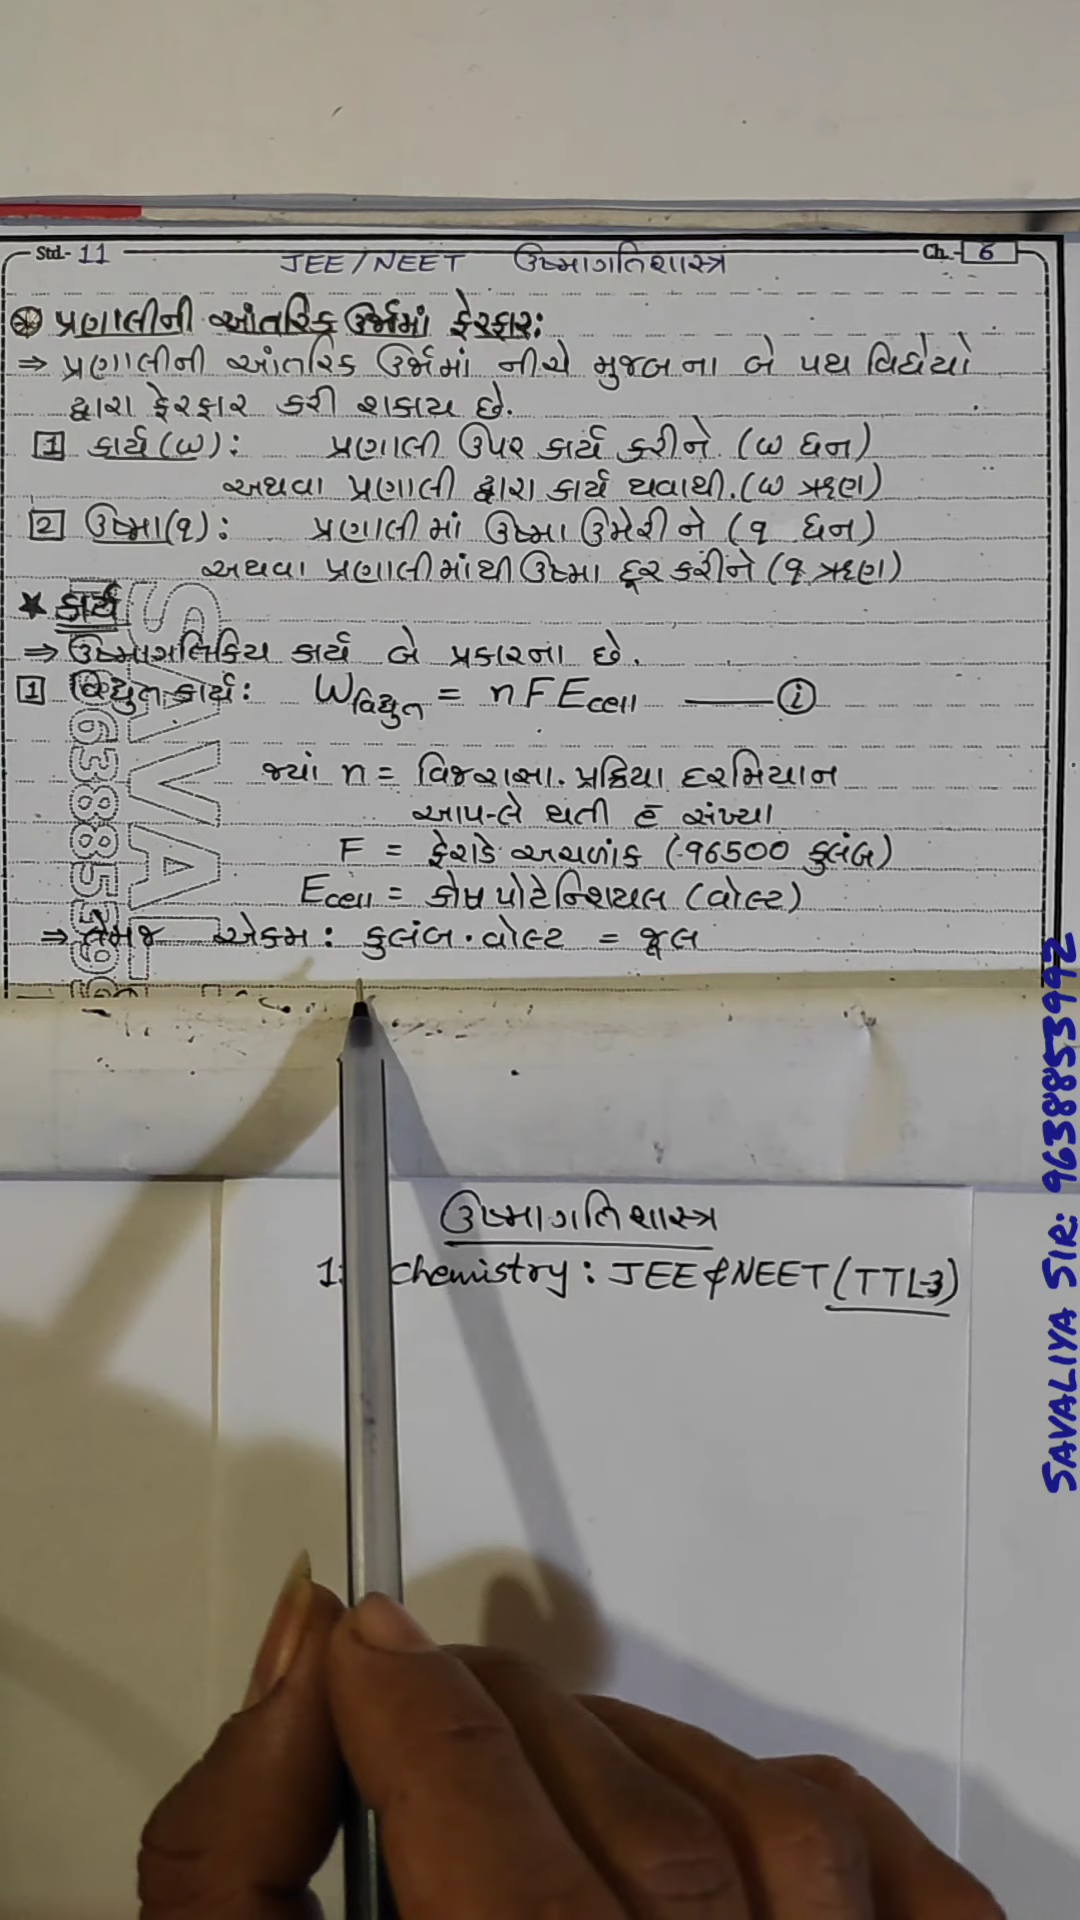 Std.- 11 JEE/NEET ઉષ્માગતિશાસ્ત્ર Ch.- 6
પ્રણાલીની આંતરિક ઉર્જામાં ફેરફાર:
⇒ પ્રણાલીની આંતરિક ઉર્જામાં નીચે મુજબના બે પથ વિધેયો
દ્વારા ફેરફાર કરી શકાય છે.
1 કાર્ય (w): પ્રણાલી ઉપર કાર્ય કરીને (w ધન)
અથવા પ્રણાલી દ્વારા કાર્ય થવાથી. (w ઋણ)
2 ઉષ્મા (q): પ્રણાલીમાં ઉષ્મા ઉમેરીને (q ધન)
અથવા પ્રણાલીમાંથી ઉષ્મા દૂર કરીને (q ઋણ)
★ કાર્ય
⇒ ઉષ્માગતિકિય કાર્ય બે પ્રકારના છે.
1 વિદ્યુતકાર્ય: Wવિદ્યુત = nFEcell —— (i)
જ્યાં n = વિજરાસા. પ્રક્રિયા દરમિયાન
આપ-લે થતી ē સંખ્યા
F = ફેરાડે અચળાંક (96500 કુલંબ)
Ecell = કોષ પોટેન્શિયલ (વોલ્ટ)
⇒ તેમજ એકમ: કુલંબ · વોલ્ટ = જૂલ
ઉષ્માગતિશાસ્ત્ર
chemistry: JEE & NEET (TTL-3)
SAVALIYA SIR: 9638853992